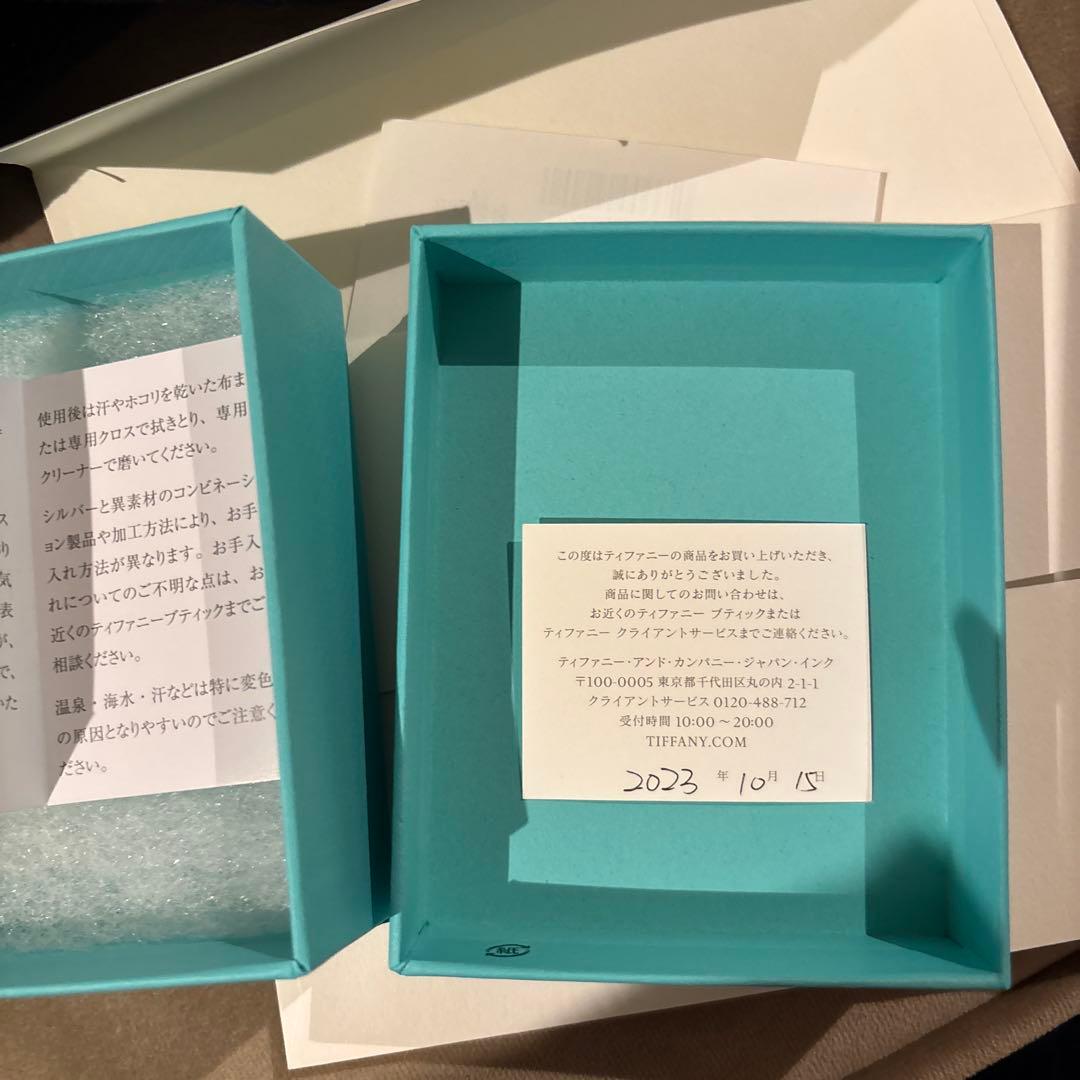 ス
り
気
表
が、
で、
いた
使用後は汗やホコリを乾いた布ま
たは専用クロスで拭きとり、専用
クリーナーで磨いてください。
シルバーと異素材のコンビネーシ
ョン製品や加工方法により、お手
入れ方法が異なります。お手入
れについてのご不明な点は、お
近くのティファニーブティックまでご
相談ください。
温泉・海水・汗などは特に変色
の原因となりやすいのでご注意く
ださい。
この度はティファニーの商品をお買い上げいただき、
誠にありがとうございました。
商品に関してのお問い合わせは、
お近くのティファニー ブティックまたは
ティファニー クライアントサービスまでご連絡ください。
ティファニー・アンド・カンパニー・ジャパン・インク
〒100-0005 東京都千代田区丸の内 2-1-1
クライアントサービス 0120-488-712
受付時間 10:00～20:00
TIFFANY.COM
2023 年 10月 15日
紙